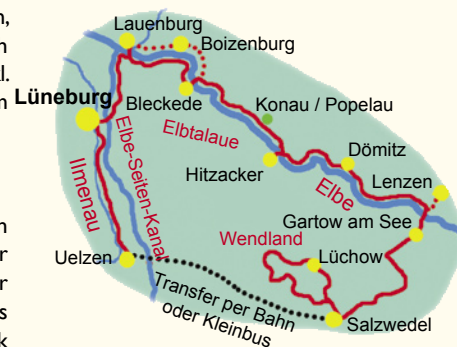 n,
n
kl.
m
m
r
r
s
k
Lauenburg
Boizenburg
Lüneburg
Bleckede
Konau / Popelau
Elbtalaue
Elbe-Seiten-Kanal
Ilmenau
Hitzacker
Dömitz
Elbe
Lenzen
Gartow am See
Wendland
Lüchow
Uelzen
Transfer per Bahn
oder Kleinbus
Salzwedel